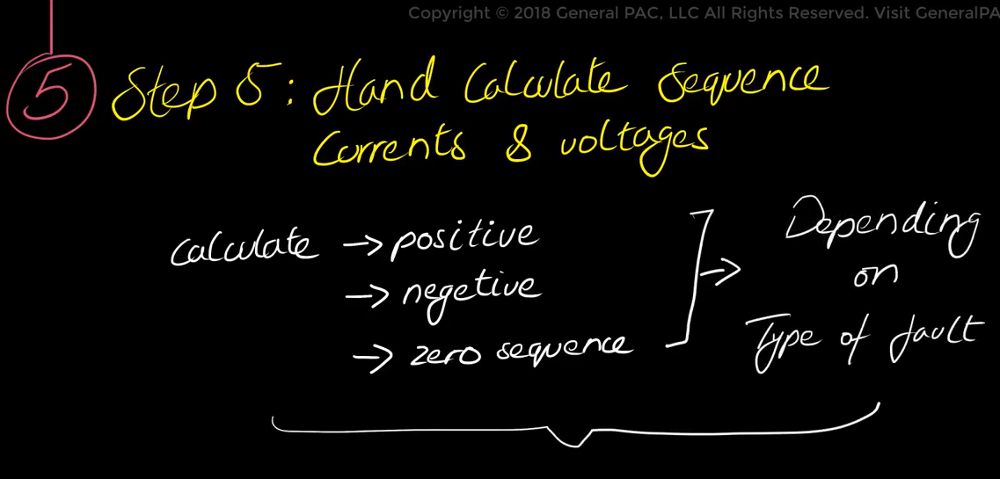 Copyright © 2018 General PAC, LLC All Rights Reserved. Visit GeneralPA
5 Step 5: Hand Calculate Sequence
Currents & voltages
Calculate → positive
→ negetive
→ zero sequence
→ Depending
on
Type of fault